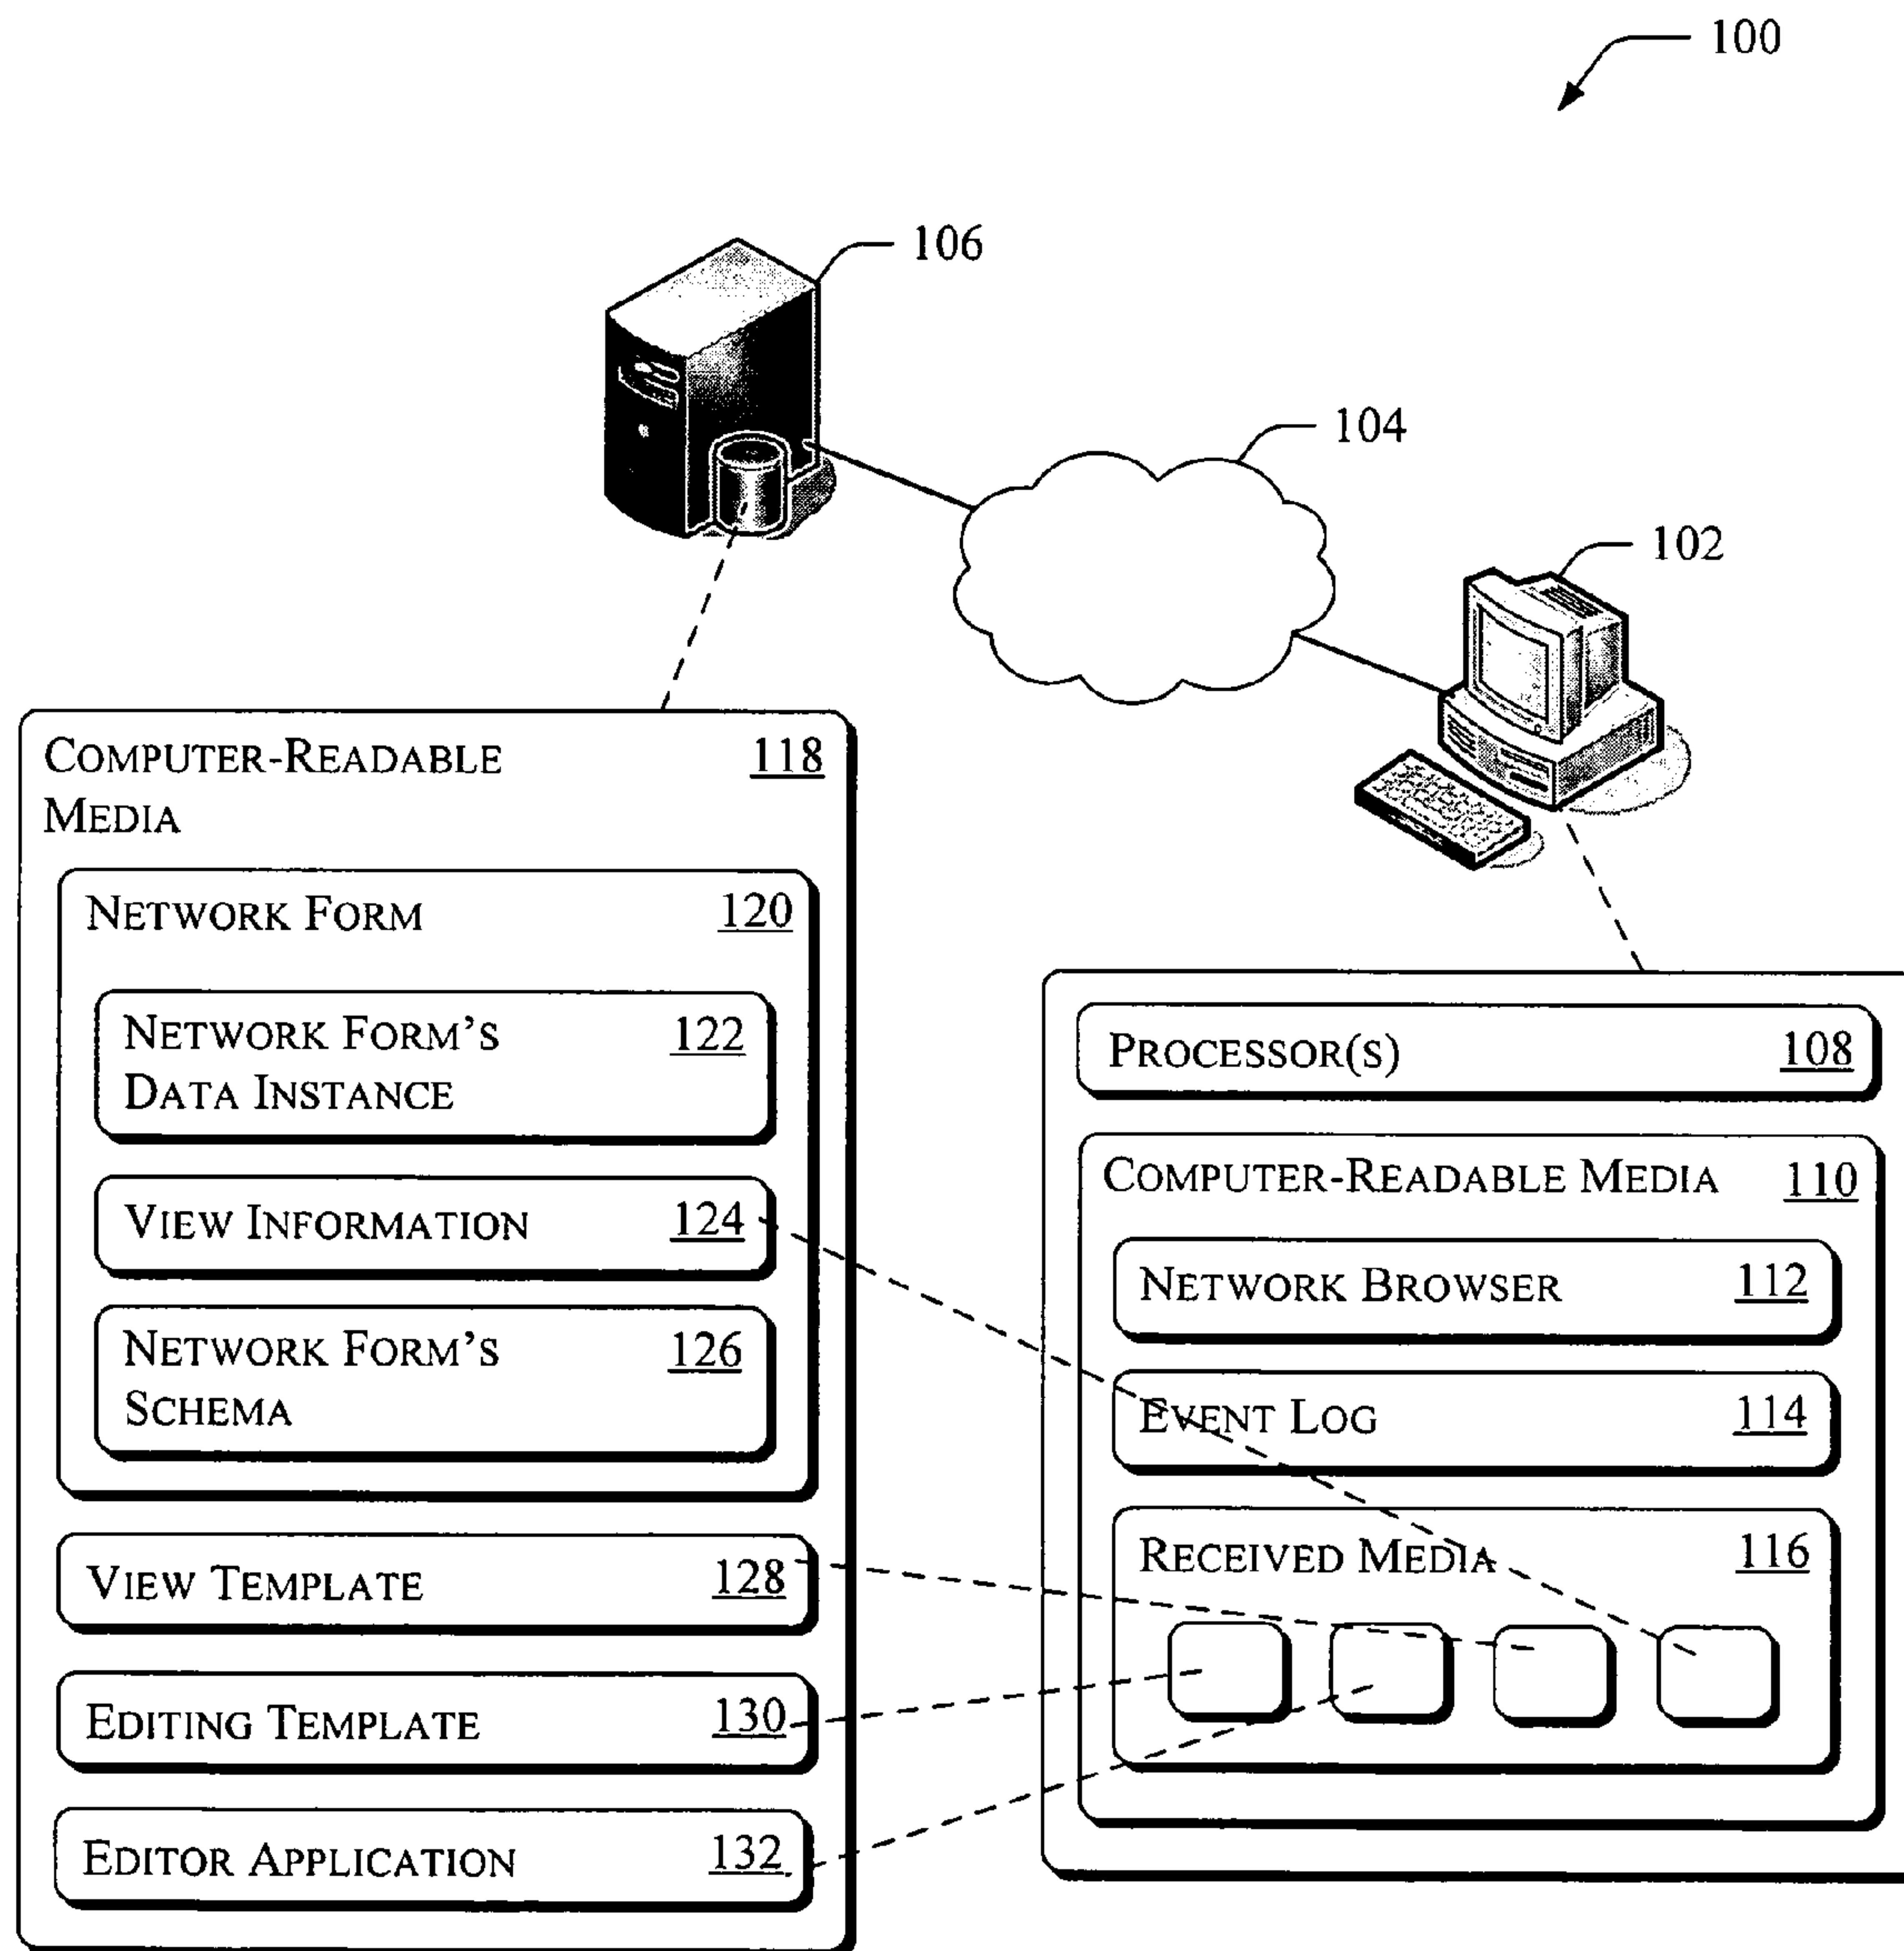 100
106
104
102
COMPUTER-READABLE 118
MEDIA
NETWORK FORM 120
NETWORK FORM'S 122
DATA INSTANCE
VIEW INFORMATION 124
NETWORK FORM'S 126
SCHEMA
VIEW TEMPLATE 128
EDITING TEMPLATE 130
EDITOR APPLICATION 132
PROCESSOR(S) 108
COMPUTER-READABLE MEDIA 110
NETWORK BROWSER 112
EVENT LOG 114
RECEIVED MEDIA 116